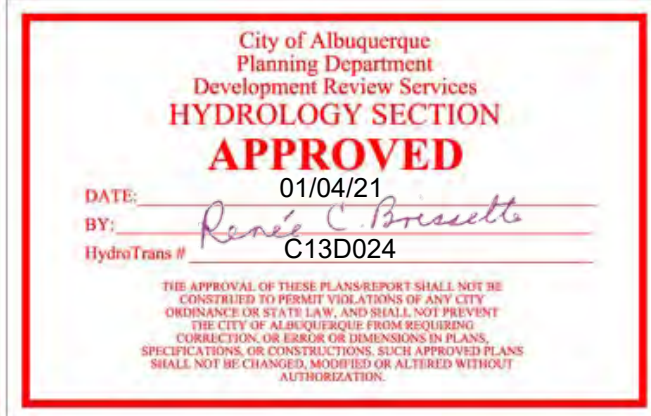 City of Albuquerque
Planning Department
Development Review Services
HYDROLOGY SECTION
APPROVED
DATE: 01/04/21
BY: Renée C. Brissette
HydroTrans # C13D024
THE APPROVAL OF THESE PLANS/REPORT SHALL NOT BE
CONSTRUED TO PERMIT VIOLATIONS OF ANY CITY
ORDINANCE OR STATE LAW, AND SHALL NOT PREVENT
THE CITY OF ALBUQUERQUE FROM REQUIRING
CORRECTION, OR ERROR OR DIMENSIONS IN PLANS,
SPECIFICATIONS, OR CONSTRUCTIONS. SUCH APPROVED PLANS
SHALL NOT BE CHANGED, MODIFIED OR ALTERED WITHOUT
AUTHORIZATION.